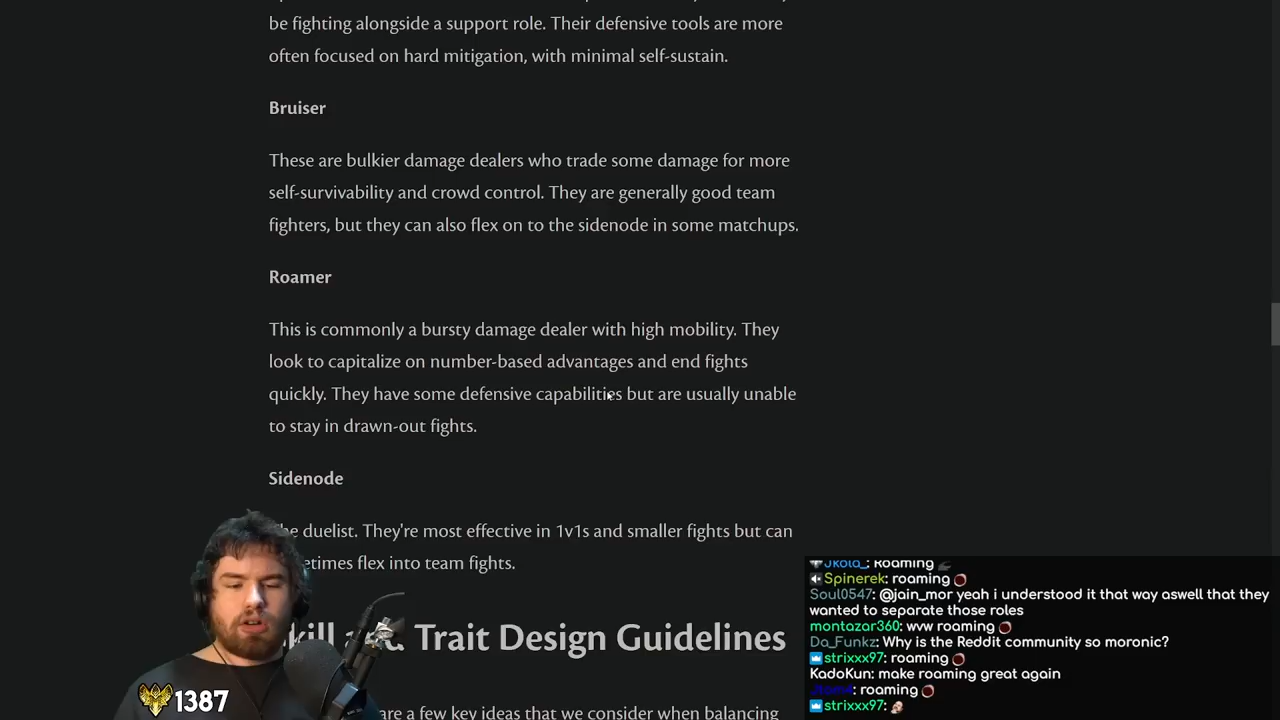 be fighting alongside a support role. Their defensive tools are more
often focused on hard mitigation, with minimal self-sustain.
Bruiser
These are bulkier damage dealers who trade some damage for more
self-survivability and crowd control. They are generally good team
fighters, but they can also flex on to the sidenode in some matchups.
Roamer
This is commonly a bursty damage dealer with high mobility. They
look to capitalize on number-based advantages and end fights
quickly. They have some defensive capabilities but are usually unable
to stay in drawn-out fights.
Sidenode
duelist. They're most effective in 1v1s and smaller fights but can
flex into team fights.
Trait Design Guidelines
are a few key ideas that we consider when balancing
1387
Jkola_: Roaming
Spinerek: roaming
Soul0547: @jain_mor yeah i understood it that way aswell that they
wanted to separate those roles
montazar360: wvw roaming
Da_Funkz: Why is the Reddit community so moronic?
strixxx97: roaming
KadoKun: make roaming great again
roaming
strixxx97: